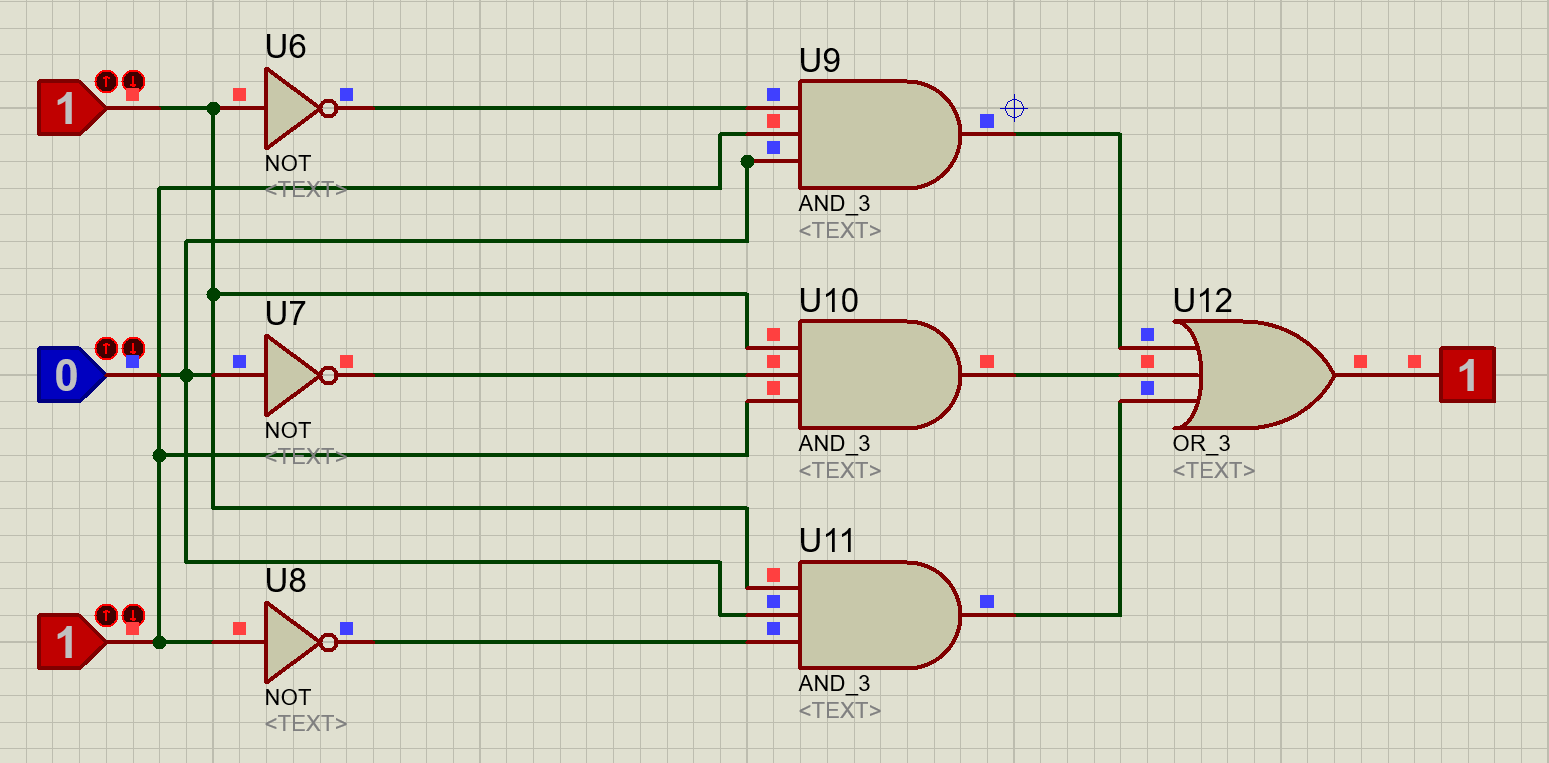 U6
1
NOT
<TEXT>
U9
AND_3
<TEXT>
U7
0
NOT
<TEXT>
U10
AND_3
<TEXT>
U12
1
OR_3
<TEXT>
U8
1
NOT
<TEXT>
U11
AND_3
<TEXT>